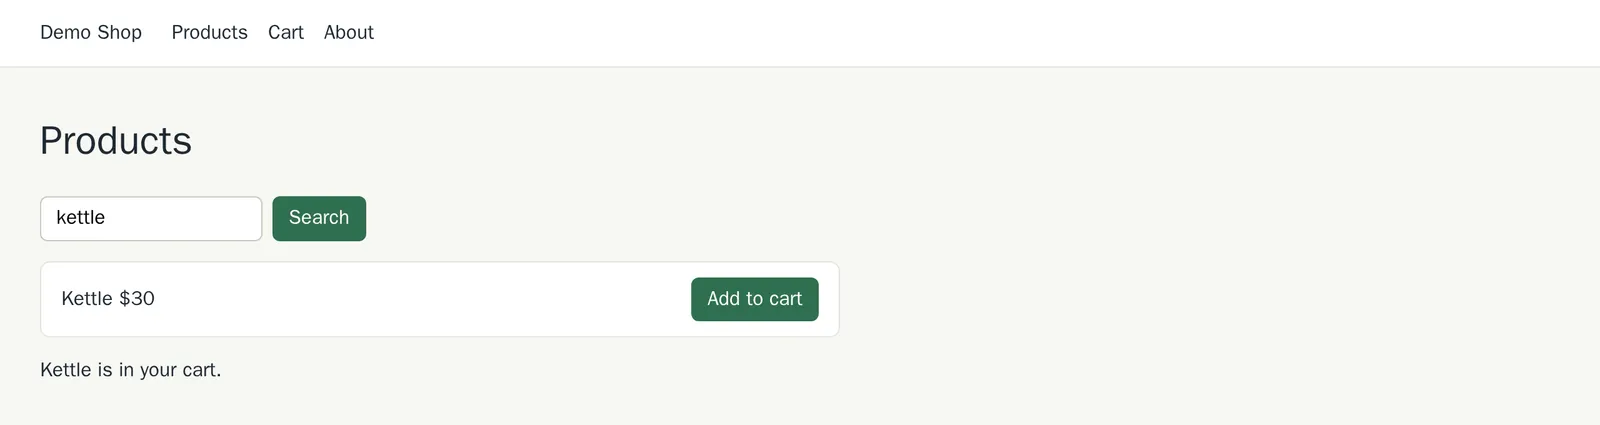 Demo Shop Products Cart About
Products
kettle Search
Kettle $30 Add to cart
Kettle is in your cart.